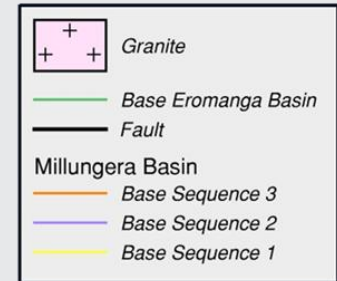 Granite
Base Eromanga Basin
Fault
Millungera Basin
Base Sequence 3
Base Sequence 2
Base Sequence 1